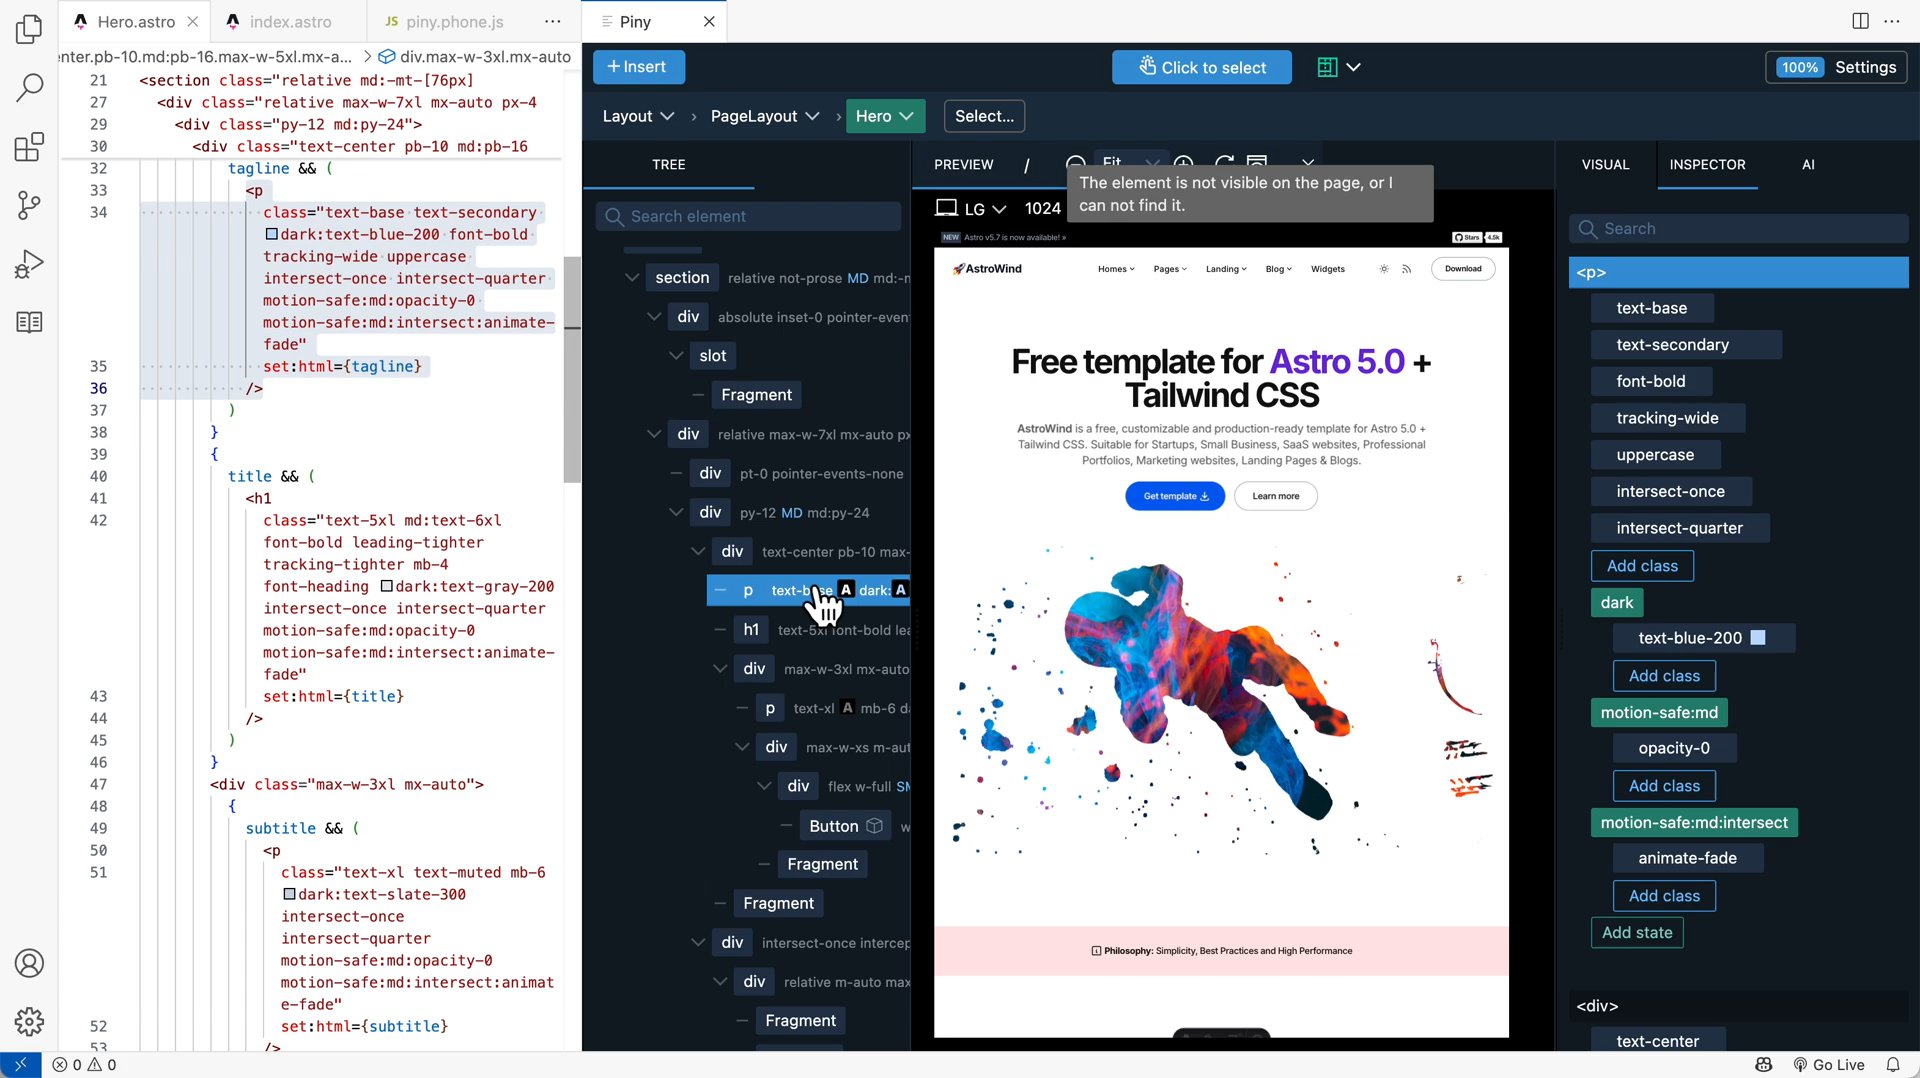 Hero.astro
index.astro
JS piny.phone.js
Piny
enter.pb-10.md:pb-16.max-w-5xl.mx-a... > div.max-w-3xl.mx-auto
21 <section class="relative md:-mt-[76px]
27 <div class="relative max-w-7xl mx-auto px-4
29 <div class="py-12 md:py-24">
30 <div class="text-center pb-10 md:pb-16
32 tagline && (
33 <p
34 class="text-base text-secondary
dark:text-blue-200 font-bold
tracking-wide uppercase
intersect-once intersect-quarter
motion-safe:md:opacity-0
motion-safe:md:intersect:animate-
fade"
35 set:html={tagline}
36 />
37 )
38 }
39 {
40 title && (
41 <h1
42 class="text-5xl md:text-6xl
font-bold leading-tighter
tracking-tighter mb-4
font-heading dark:text-gray-200
intersect-once intersect-quarter
motion-safe:md:opacity-0
motion-safe:md:intersect:animate-
fade"
43 set:html={title}
44 />
45 )
46 }
47 <div class="max-w-3xl mx-auto">
48 {
49 subtitle && (
50 <p
51 class="text-xl text-muted mb-6
dark:text-slate-300
intersect-once
intersect-quarter
motion-safe:md:opacity-0
motion-safe:md:intersect:animat
e-fade"
52 set:html={subtitle}
53 />
0 0
+ Insert
Click to select
100% Settings
Layout > PageLayout > Hero Select...
TREE
Search element
section relative not-prose MD md:-m
div absolute inset-0 pointer-even
slot
Fragment
div relative max-w-7xl mx-auto px
div pt-0 pointer-events-none
div py-12 MD md:py-24
div text-center pb-10 max-
p text-base A dark: A
h1 text-5xl font-bold lea
div max-w-3xl mx-auto
p text-xl A mb-6 da
div max-w-xs m-aut
div flex w-full SM
Button w
Fragment
Fragment
div intersect-once intercep
div relative m-auto max
Fragment
PREVIEW / Fit
The element is not visible on the page, or I
can not find it.
LG 1024
NEW Astro v5.7 is now available! »
Stars 4.5k
AstroWind
Homes Pages Landing Blog Widgets Download
Free template for Astro 5.0 +
Tailwind CSS
AstroWind is a free, customizable and production-ready template for Astro 5.0 +
Tailwind CSS. Suitable for Startups, Small Business, SaaS websites, Professional
Portfolios, Marketing websites, Landing Pages & Blogs.
Get template Learn more
Philosophy: Simplicity, Best Practices and High Performance
VISUAL INSPECTOR AI
Search
<p>
text-base
text-secondary
font-bold
tracking-wide
uppercase
intersect-once
intersect-quarter
Add class
dark
text-blue-200
Add class
motion-safe:md
opacity-0
Add class
motion-safe:md:intersect
animate-fade
Add class
Add state
<div>
text-center
Go Live